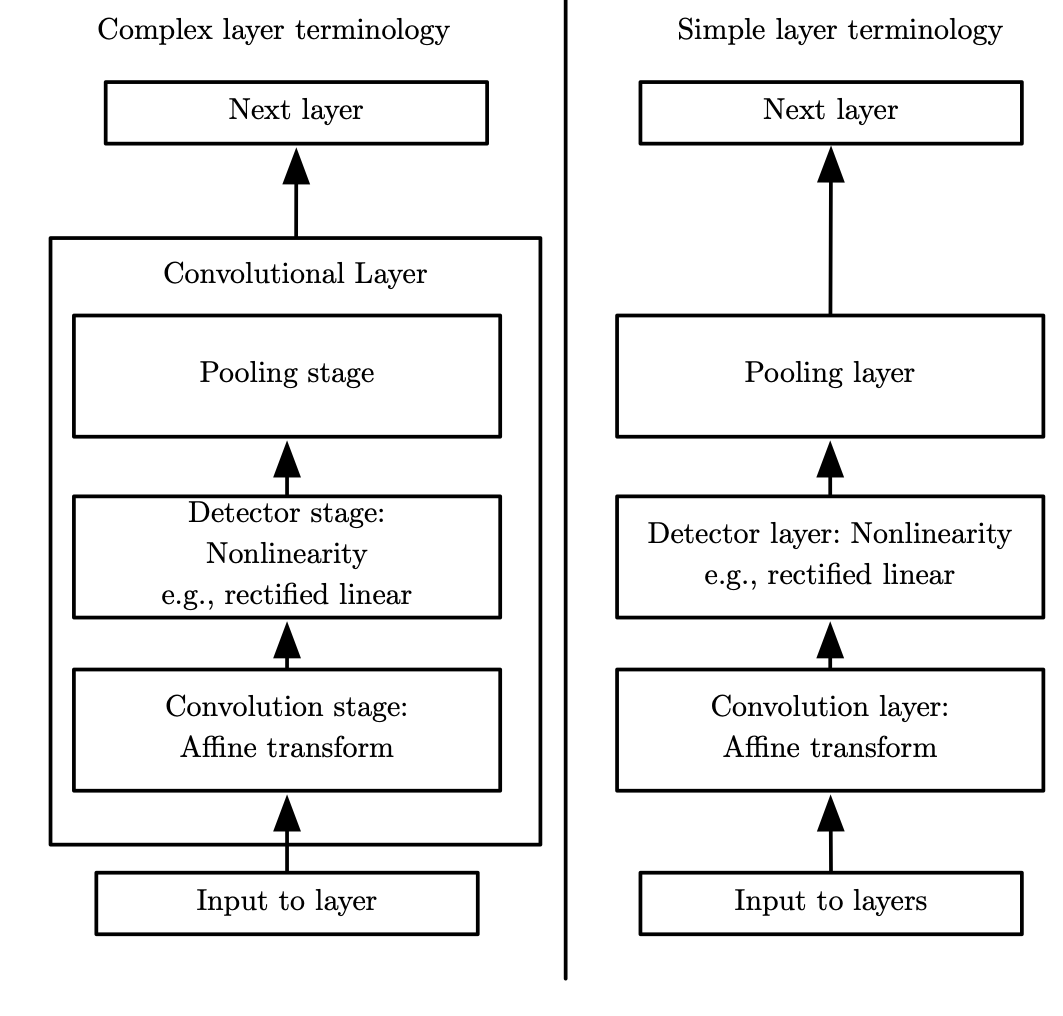 Complex layer terminology
Next layer
Convolutional Layer
Pooling stage
Detector stage:
Nonlinearity
e.g., rectified linear
Convolution stage:
Affine transform
Input to layer
Simple layer terminology
Next layer
Pooling layer
Detector layer: Nonlinearity
e.g., rectified linear
Convolution layer:
Affine transform
Input to layers